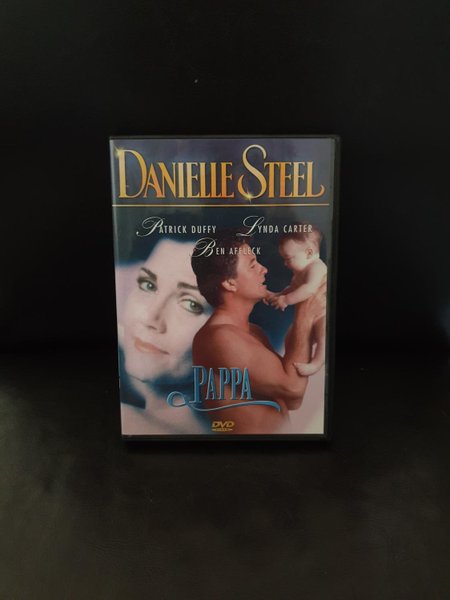 DANIELLE STEEL
PATRICK DUFFY LYNDA CARTER
BEN AFFLECK
PAPPA
DVD